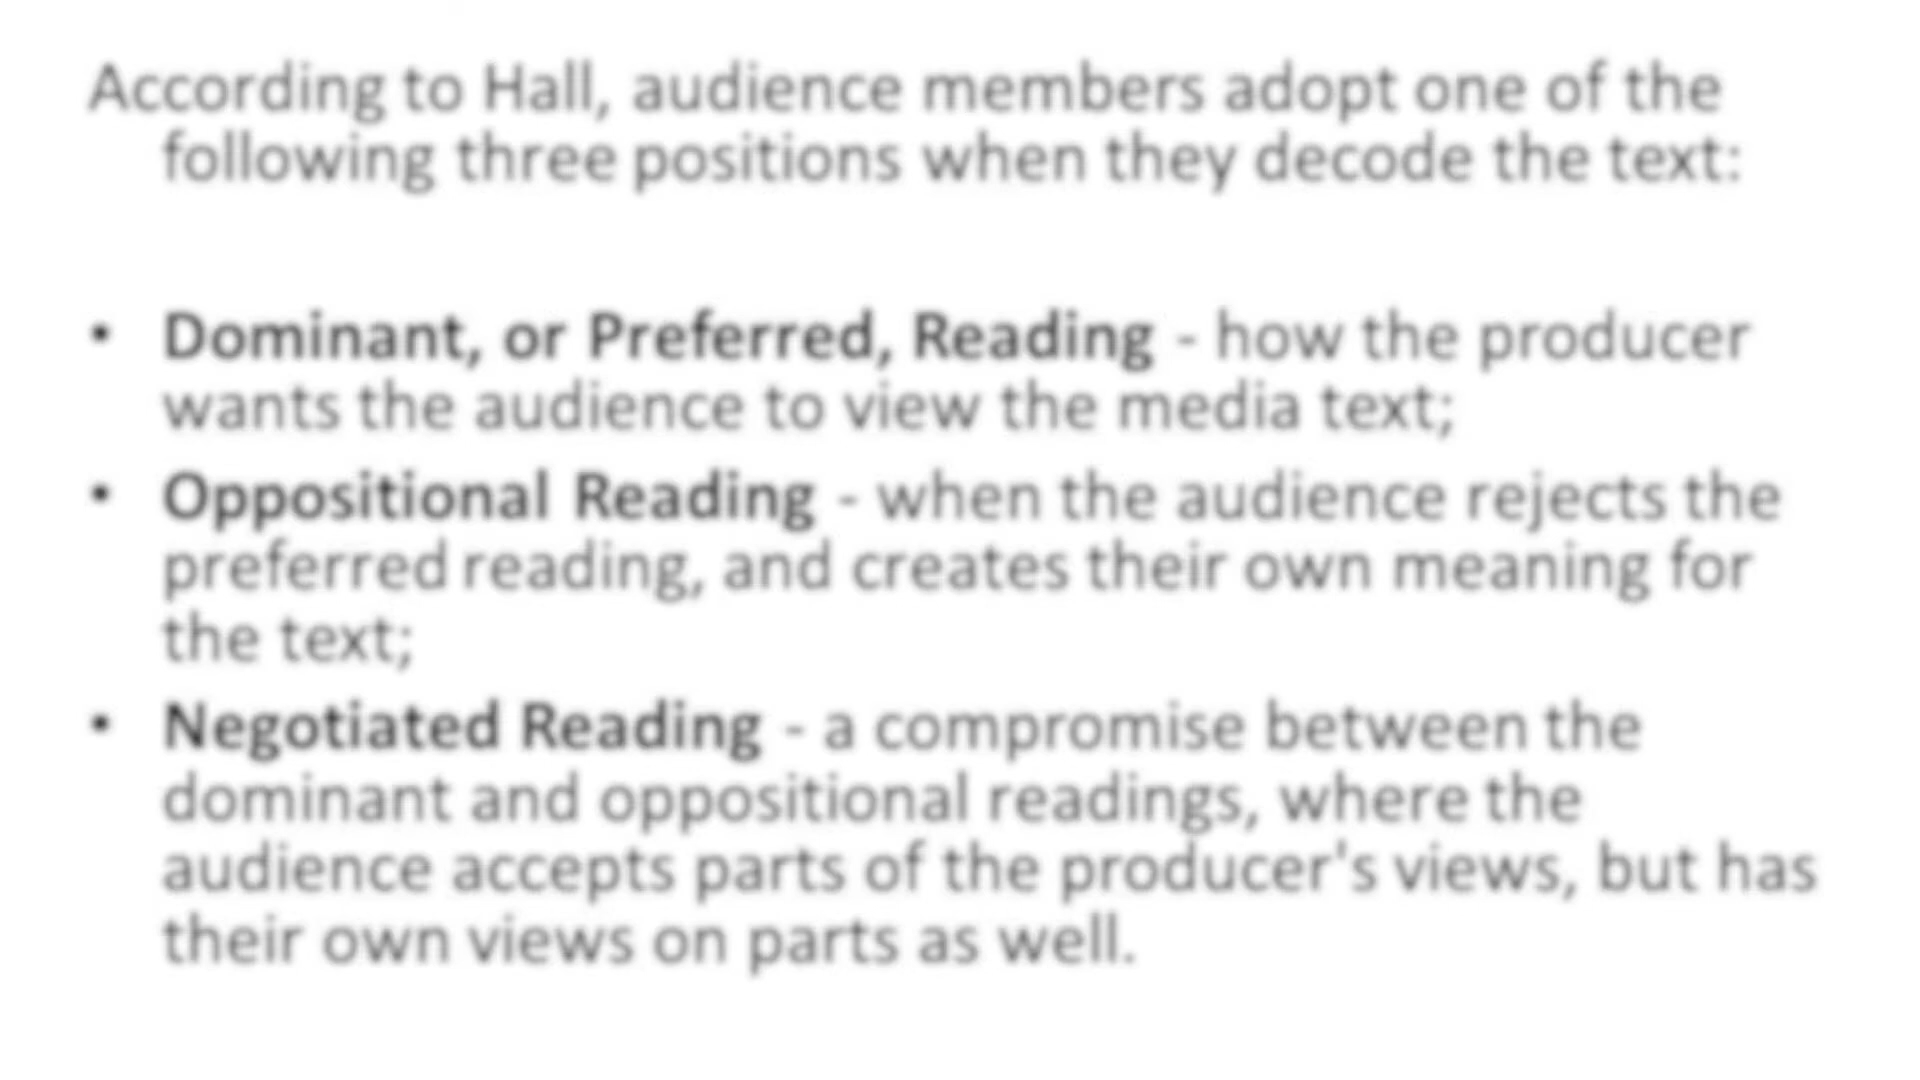 According to Hall, audience members adopt one of the
following three positions when they decode the text:
• Dominant, or Preferred, Reading - how the producer
wants the audience to view the media text;
• Oppositional Reading - when the audience rejects the
preferred reading, and creates their own meaning for
the text;
• Negotiated Reading - a compromise between the
dominant and oppositional readings, where the
audience accepts parts of the producer's views, but has
their own views on parts as well.